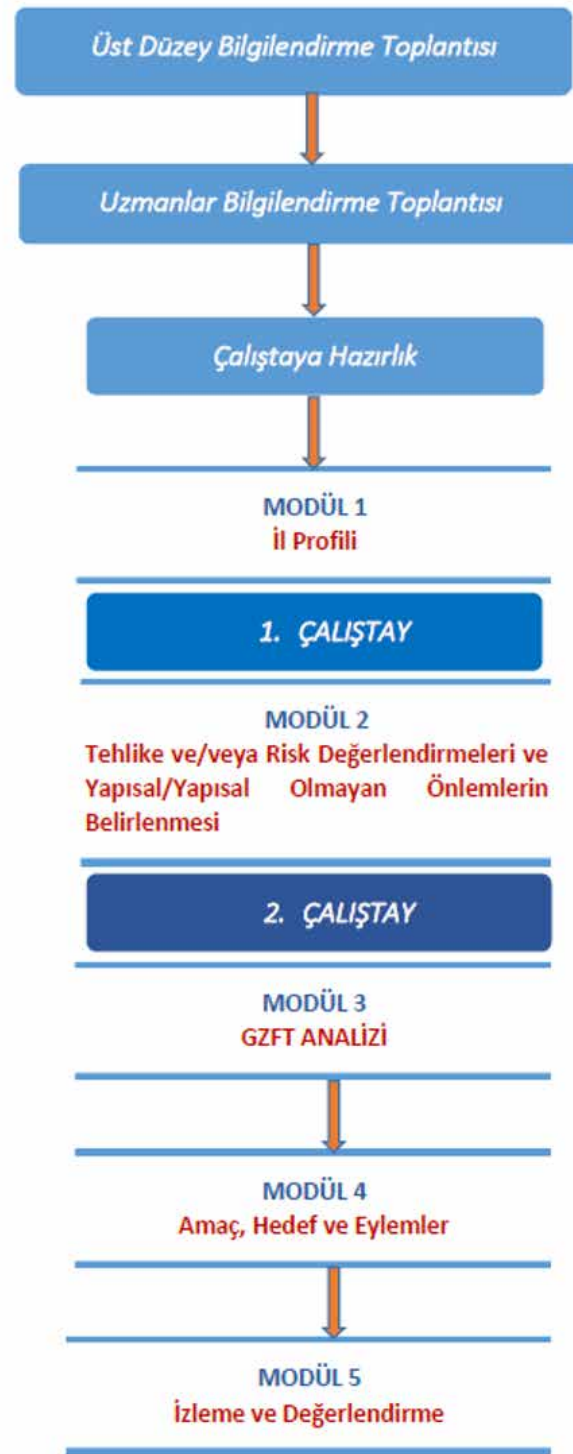 Üst Düzey Bilgilendirme Toplantısı
Uzmanlar Bilgilendirme Toplantısı
Çalıştaya Hazırlık
MODÜL 1
İl Profili
1. ÇALIŞTAY
MODÜL 2
Tehlike ve/veya Risk Değerlendirmeleri ve
Yapısal/Yapısal Olmayan Önlemlerin
Belirlenmesi
2. ÇALIŞTAY
MODÜL 3
GZFT ANALİZİ
MODÜL 4
Amaç, Hedef ve Eylemler
MODÜL 5
İzleme ve Değerlendirme